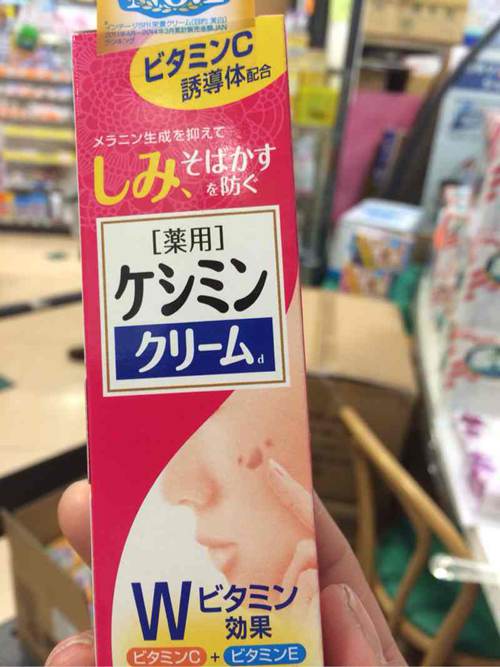 ビタミンC
誘導体配合
メラニン生成を抑えて
しみ、そばかす
を防ぐ
[薬用]
ケシミン
クリームd
Wビタミン
効果
ビタミンC + ビタミンE